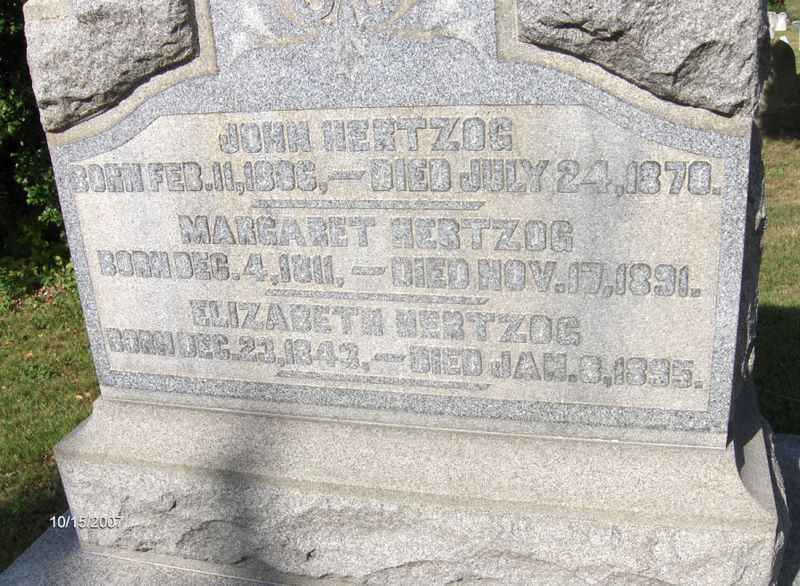 JOHN HERTZOG
BORN FEB. 11, 1806, — DIED JULY 24, 1870.
MARGARET HERTZOG
BORN DEC. 4, 1811, — DIED NOV. 17, 1891.
ELIZABETH HERTZOG
BORN DEC. 23, 1843, — DIED JAN. 8, 1895.
10/15/2007